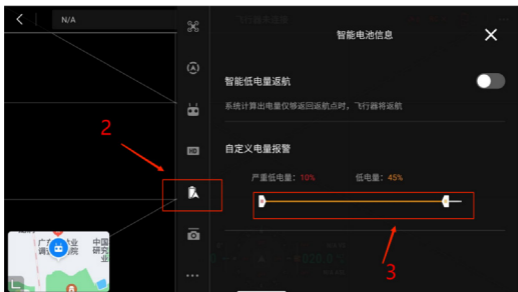 N/A
智能电池信息
智能低电量返航
系统计算出电量仅够返回返航点时，飞行器将返航
2
HD
自定义电量报警
严重低电量：10% 低电量：45%
3